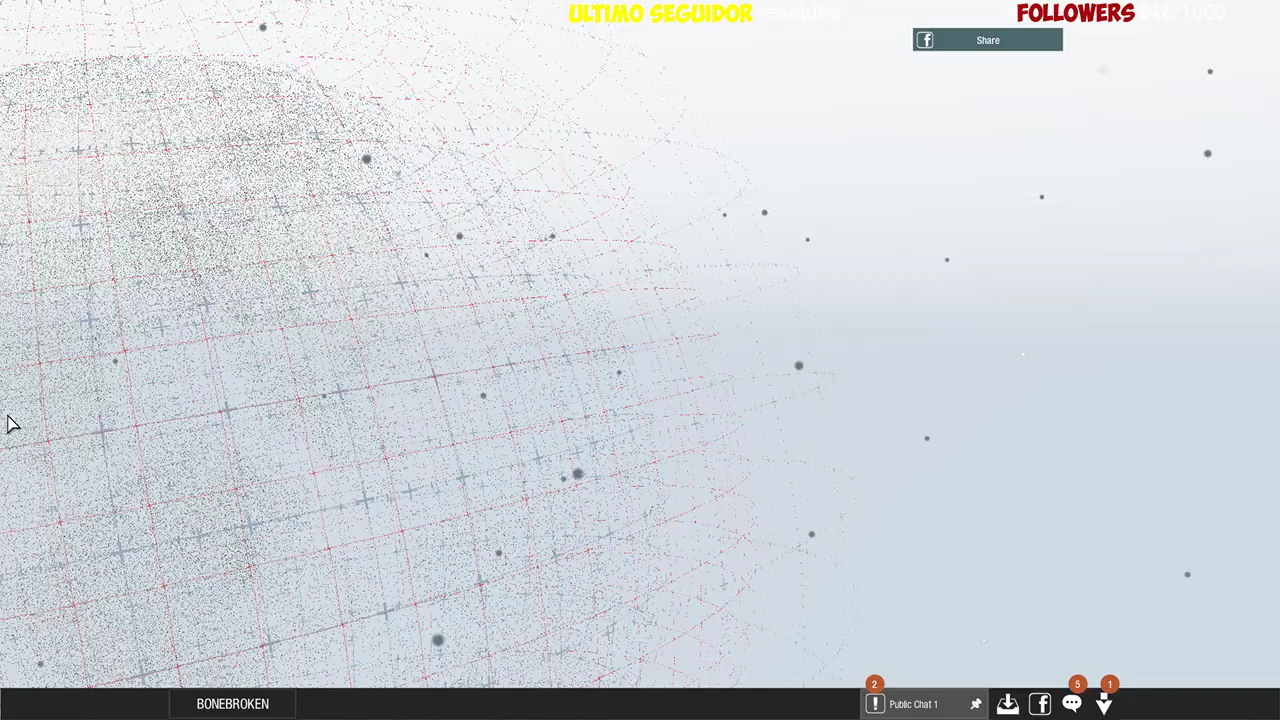 ULTIMO SEGUIDOR
FOLLOWERS
Share
BONEBROKEN
2
Public Chat 1
5
1